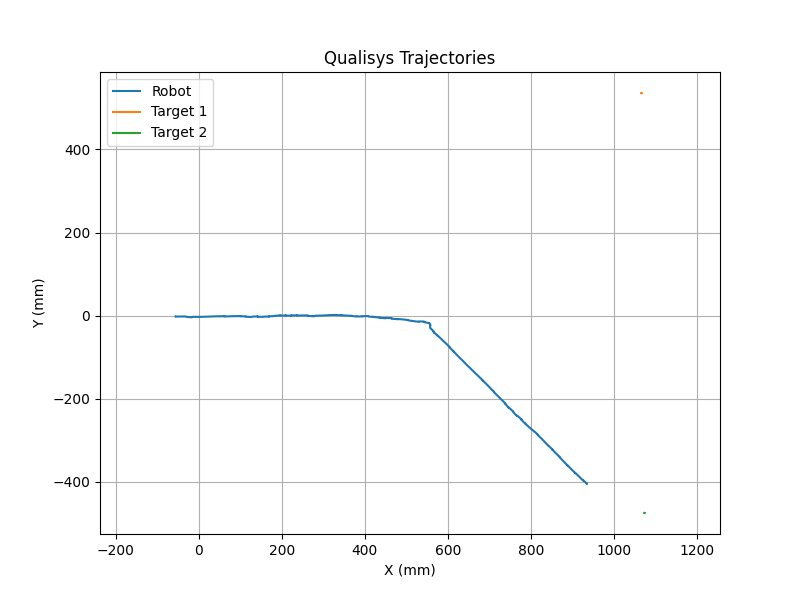 Qualisys Trajectories
Robot
Target 1
Target 2
400
200
0
−200
−400
Y (mm)
−200 0 200 400 600 800 1000 1200
X (mm)